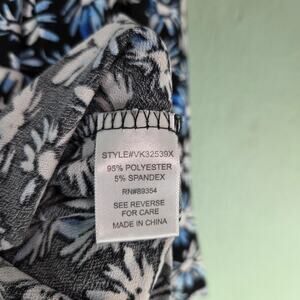 STYLE#VK32539X
95% POLYESTER
5% SPANDEX
RN#89354
SEE REVERSE
FOR CARE
MADE IN CHINA